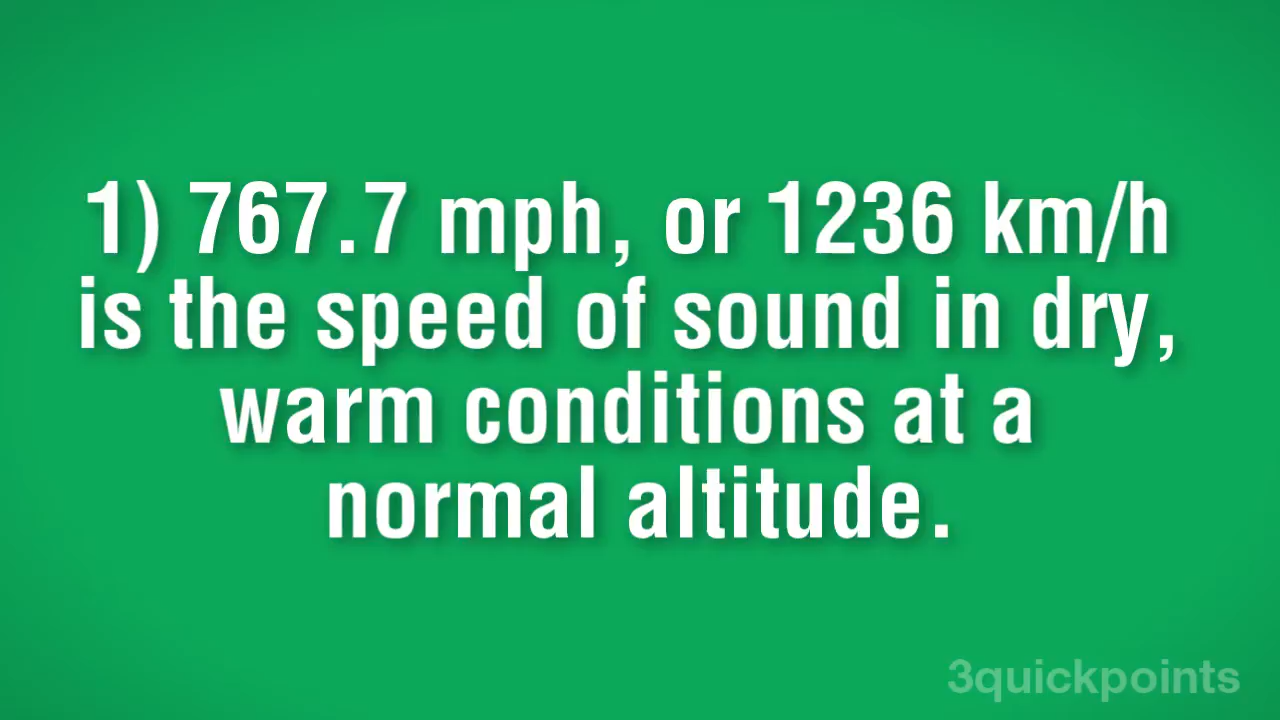 1) 767.7 mph, or 1236 km/h
is the speed of sound in dry,
warm conditions at a
normal altitude.
3quickpoints